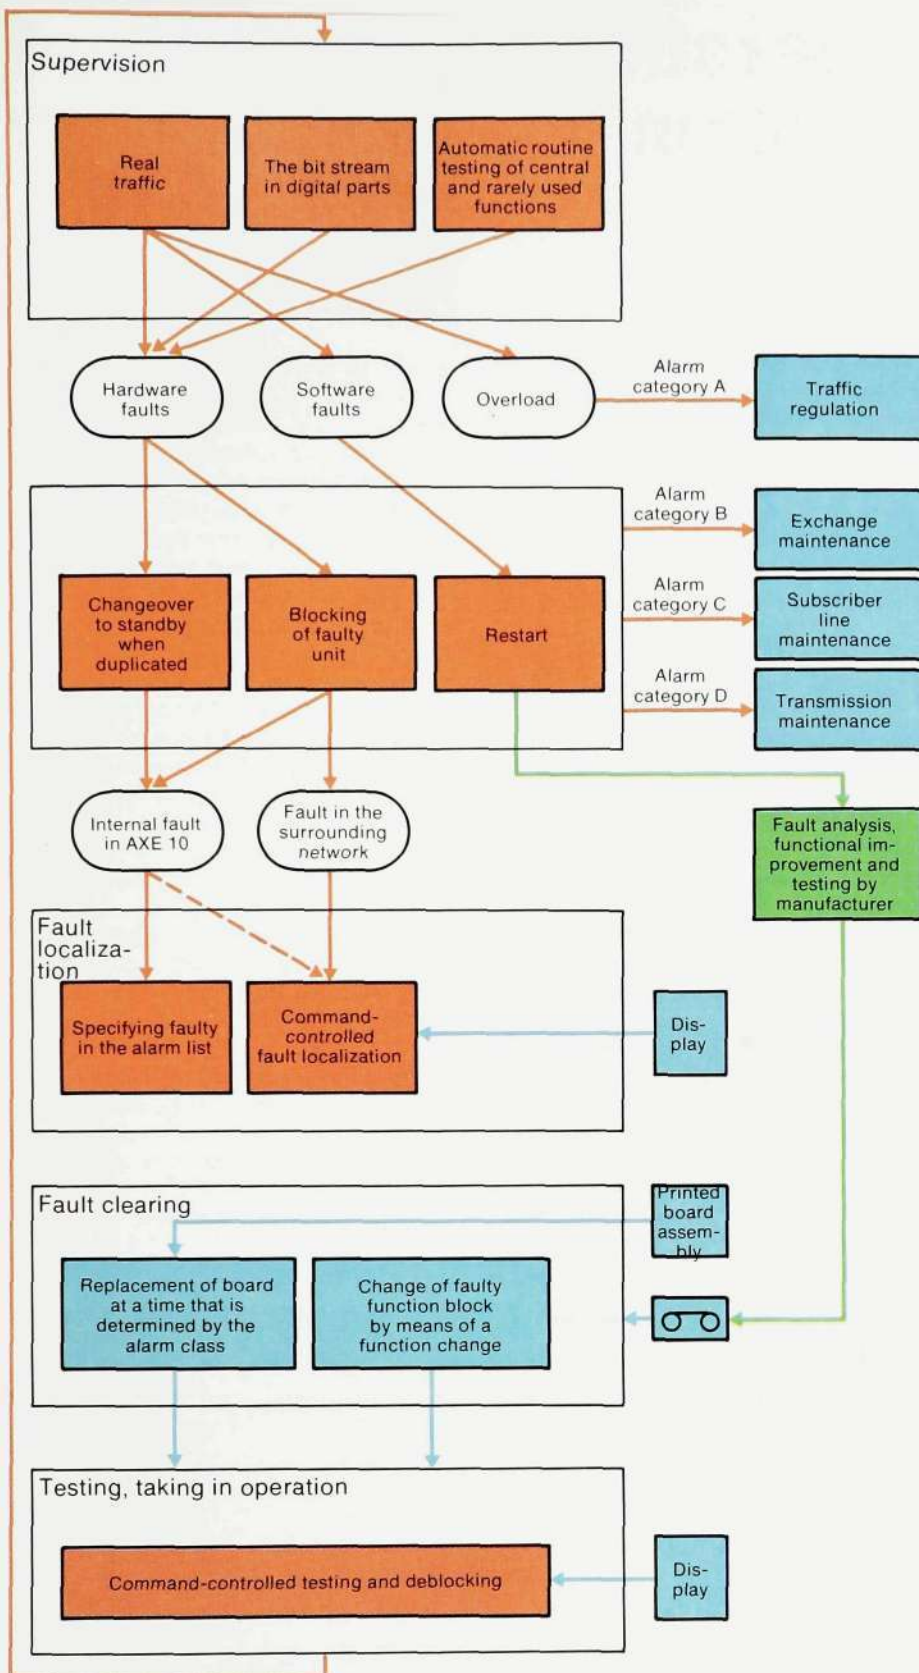 Supervision
Real
traffic
The bit stream
in digital parts
Automatic routine
testing of central
and rarely used
functions
Hardware
faults
Software
faults
Overload
Alarm
category A
Traffic
regulation
Alarm
category B
Exchange
maintenance
Changeover
to standby
when
duplicated
Blocking
of faulty
unit
Restart
Alarm
category C
Subscriber
line
maintenance
Alarm
category D
Transmission
maintenance
Internal fault
in AXE 10
Fault in the
surrounding
network
Fault analysis,
functional im-
provement and
testing by
manufacturer
Fault
localiza-
tion
Specifying faulty
in the alarm list
Command-
controlled
fault localization
Dis-
play
Fault clearing
Printed
board
assem-
bly
Replacement of board
at a time that is
determined by the
alarm class
Change of faulty
function block
by means of a
function change
Testing, taking in operation
Command-controlled testing and deblocking
Dis-
play